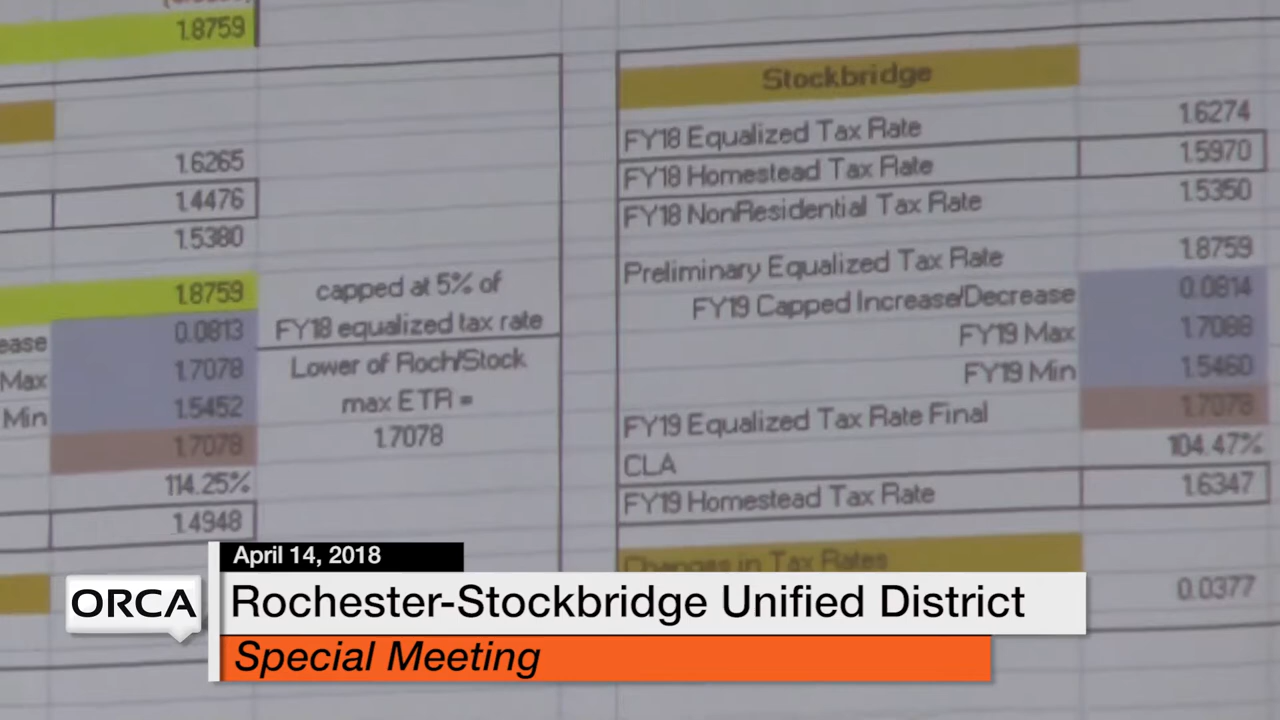 1.8759
1.6265
1.4476
1.5380
1.8759
0.0813
Max 1.7078
Min 1.5452
1.7078
114.25%
1.4948
capped at 5% of
FY18 equalized tax rate
Lower of Roch/Stock
max ETR =
1.7078
Stockbridge
FY18 Equalized Tax Rate 1.6274
FY18 Homestead Tax Rate 1.5970
FY18 NonResidential Tax Rate 1.5350
Preliminary Equalized Tax Rate 1.8759
FY19 Capped Increase/Decrease 0.0814
FY19 Max 1.7088
FY19 Min 1.5460
FY19 Equalized Tax Rate Final 1.7078
CLA 104.47%
FY19 Homestead Tax Rate 1.6347
Changes in Tax Rates
0.0377
April 14, 2018
ORCA
Rochester-Stockbridge Unified District
Special Meeting